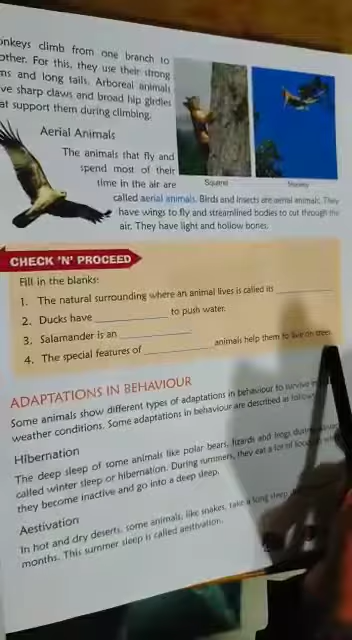 onkeys climb from one branch to
other. For this, they use their strong
ms and long tails. Arboreal animals
ve sharp claws and broad hip girdles
at support them during climbing.
Squirrel
Monkey
Aerial Animals
The animals that fly and
spend most of their
time in the air are
called aerial animals. Birds and insects are aerial animals. They
have wings to fly and streamlined bodies to cut through the
air. They have light and hollow bones.
CHECK 'N' PROCEED
Fill in the blanks:
1. The natural surrounding where an animal lives is called its
2. Ducks have to push water.
3. Salamander is an
4. The special features of animals help them to live on trees.
ADAPTATIONS IN BEHAVIOUR
Some animals show different types of adaptations in behaviour to survive
weather conditions. Some adaptations in behaviour are described as follows
Hibernation
The deep sleep of some animals like polar bears, lizards and frogs during
called winter sleep or hibernation. During summers, they eat a lot of food
they become inactive and go into a deep sleep.
Aestivation
In hot and dry deserts, some animals, like snakes, take a long sleep
months. This summer sleep is called aestivation.